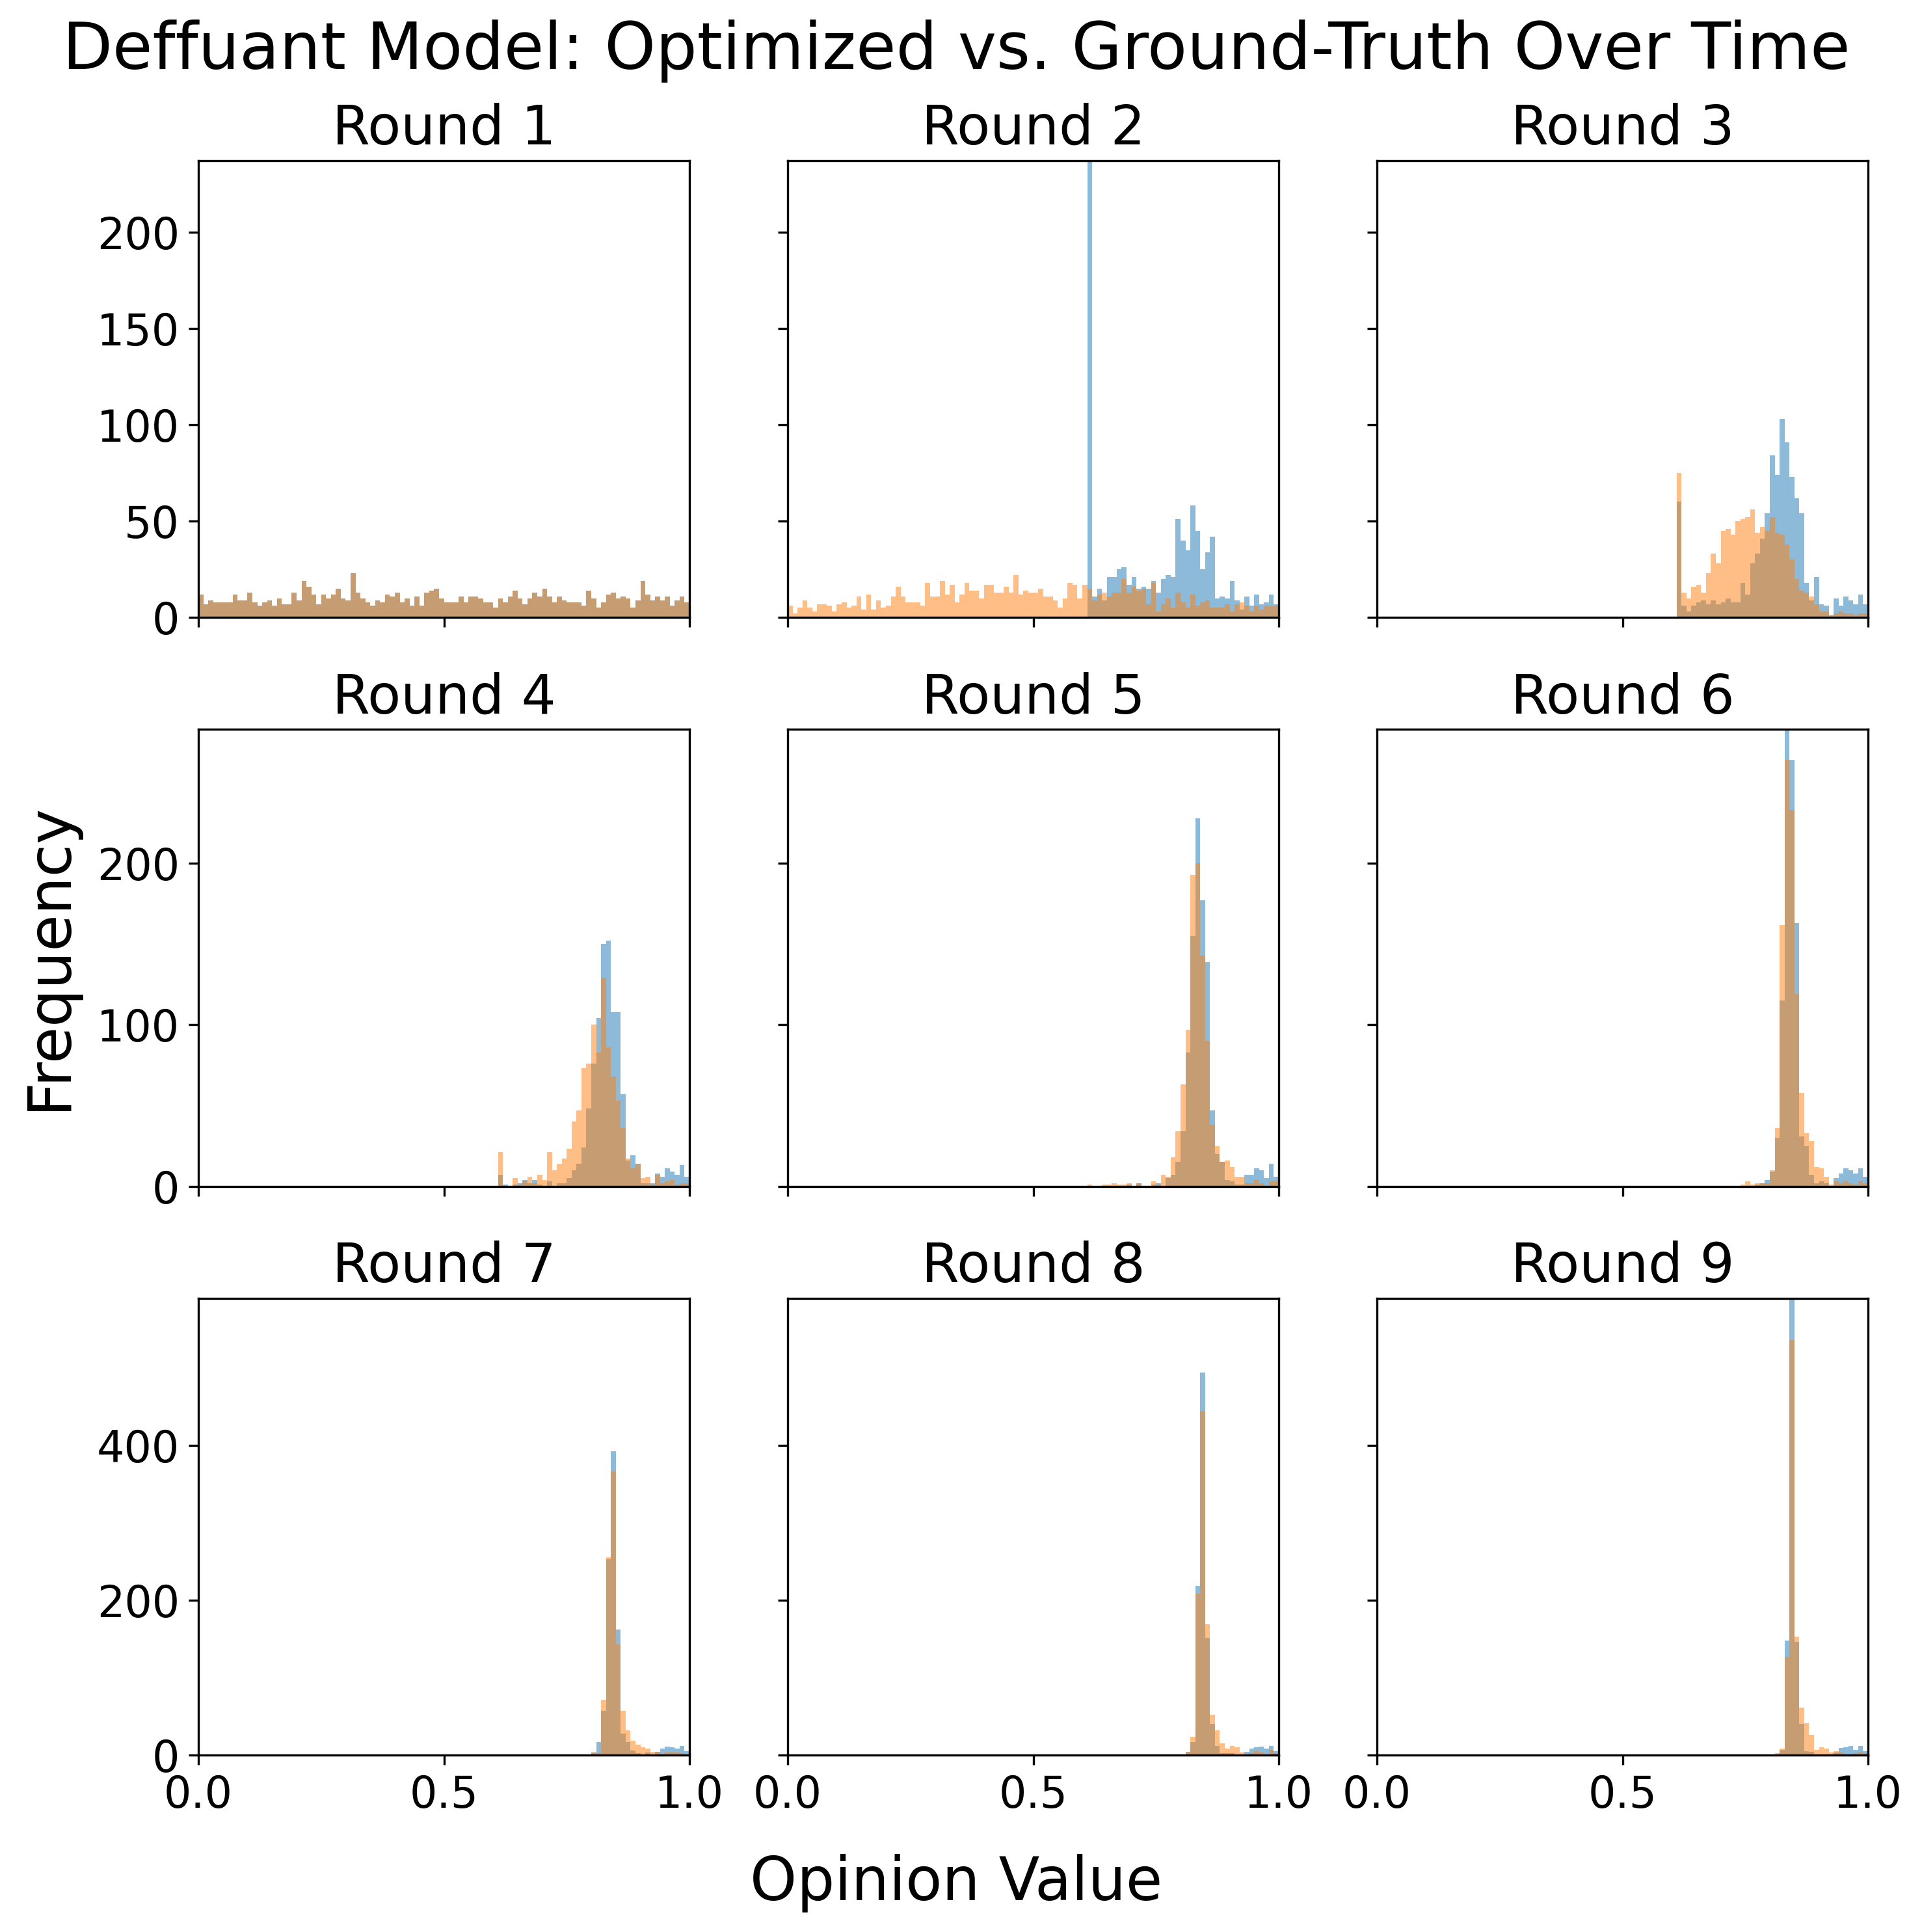 Deffuant Model: Optimized vs. Ground-Truth Over Time
Round 1
Round 2
Round 3
200
150
100
50
0
Round 4
Round 5
Round 6
Frequency
200
100
0
Round 7
Round 8
Round 9
400
200
0
0.0 0.5 1.0 0.0 0.5 1.0 0.0 0.5 1.0
Opinion Value